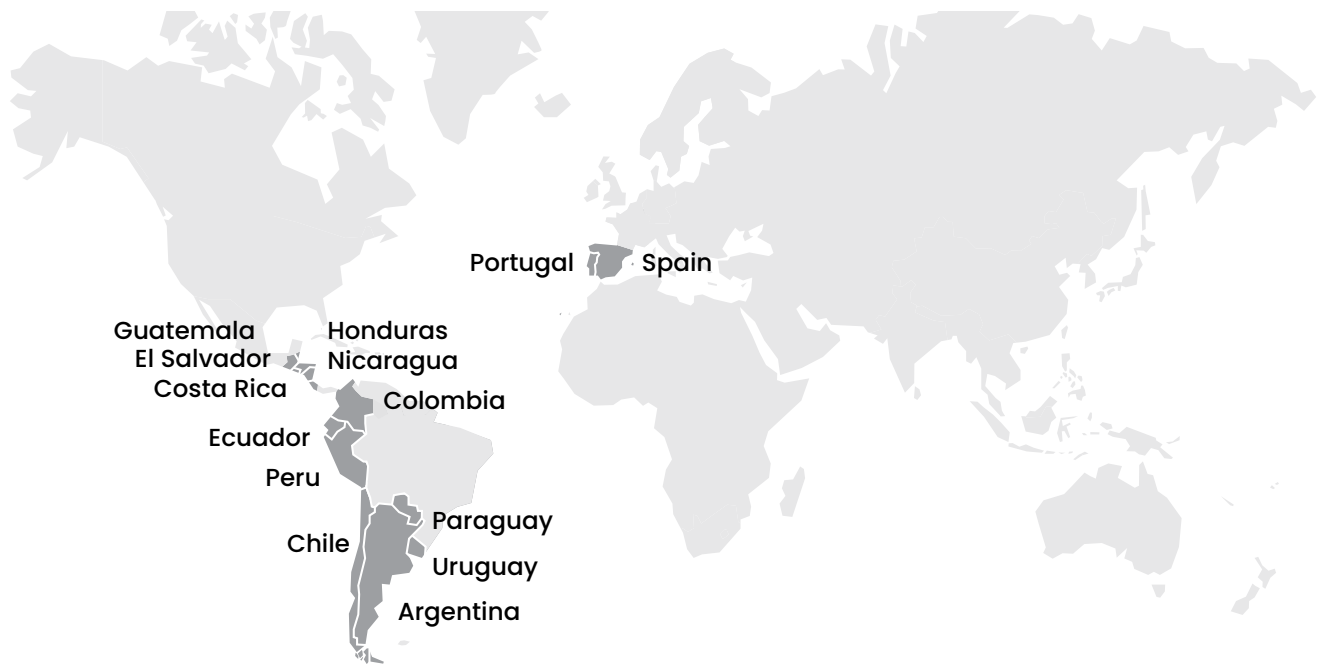 Portugal
Spain
Guatemala
Honduras
El Salvador
Nicaragua
Costa Rica
Colombia
Ecuador
Peru
Paraguay
Chile
Uruguay
Argentina